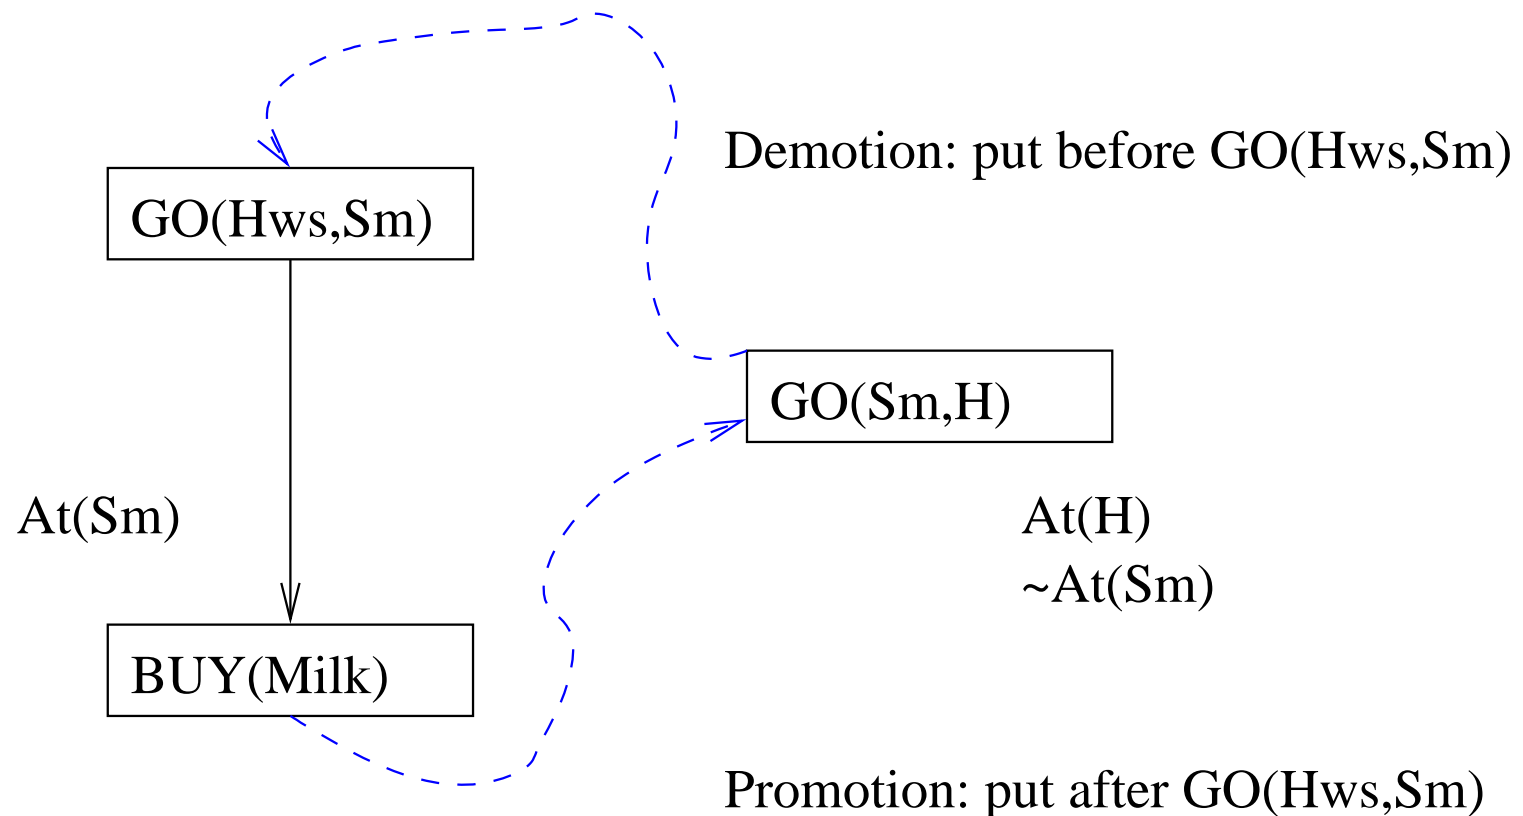 Demotion: put before GO(Hws,Sm)
GO(Hws,Sm)
GO(Sm,H)
At(Sm)
At(H)
~At(Sm)
BUY(Milk)
Promotion: put after GO(Hws,Sm)